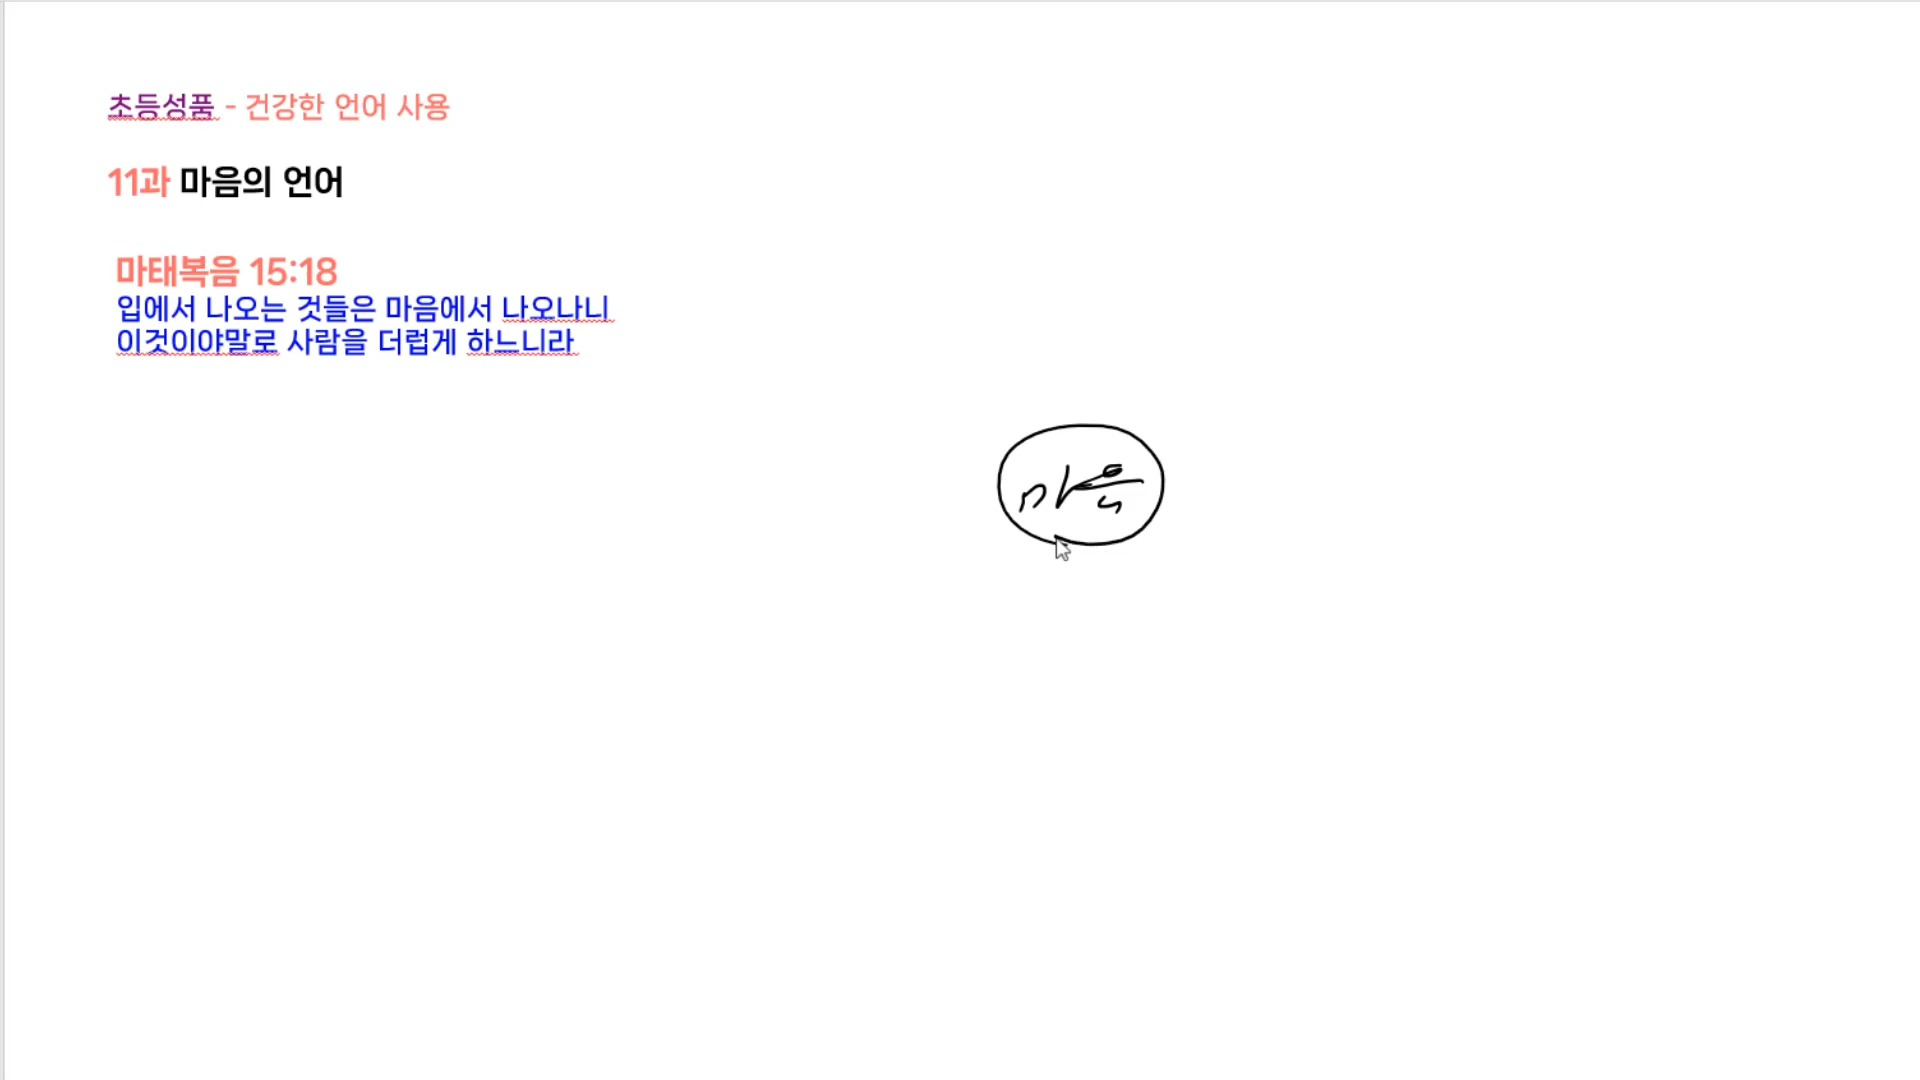 초등성품 - 건강한 언어 사용
11과 마음의 언어
마태복음 15:18
입에서 나오는 것들은 마음에서 나오나니
이것이야말로 사람을 더럽게 하느니라
마음